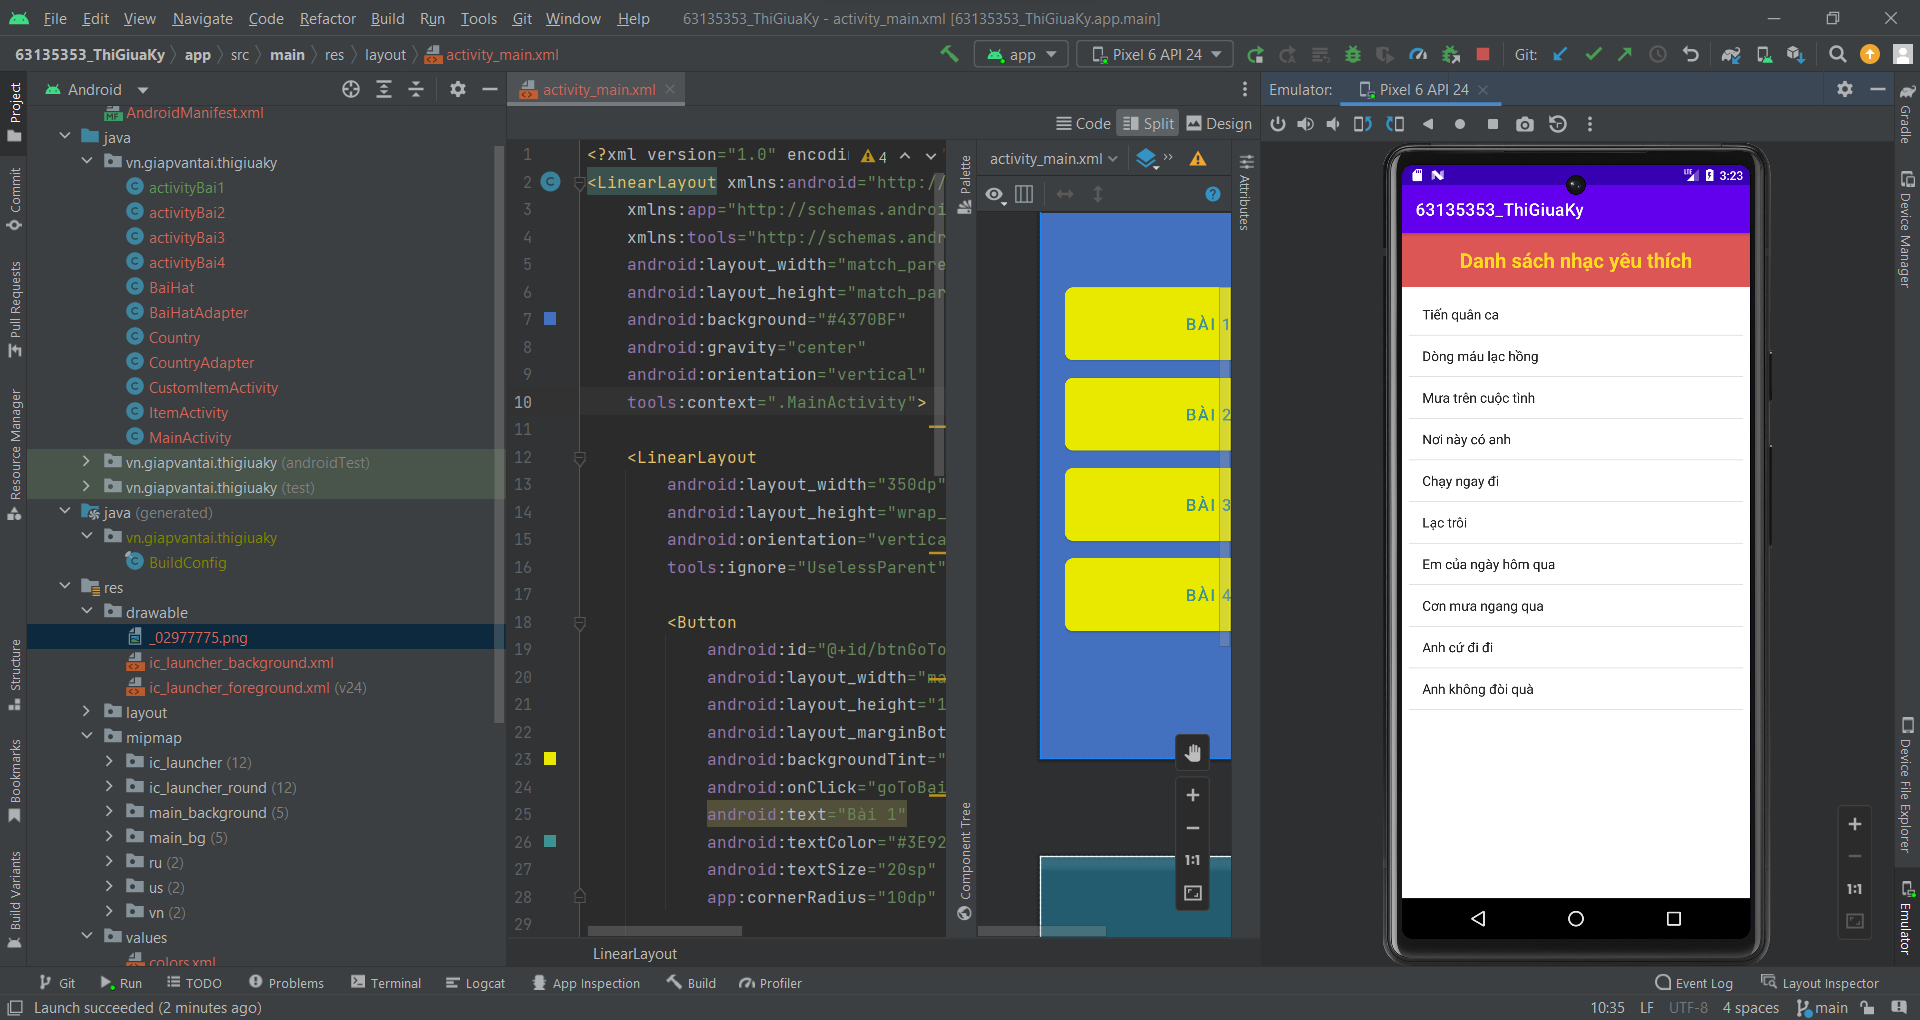 File Edit View Navigate Code Refactor Build Run Tools Git Window Help 63135353_ThiGiuaKy - activity_main.xml [63135353_ThiGiuaKy.app.main]
63135353_ThiGiuaKy app src main res layout activity_main.xml app Pixel 6 API 24 Git:
Project
Commit
Pull Requests
Resource Manager
Structure
Bookmarks
Build Variants
Android
AndroidManifest.xml
java
vn.giapvantai.thigiuaky
activityBai1
activityBai2
activityBai3
activityBai4
BaiHat
BaiHatAdapter
Country
CountryAdapter
CustomItemActivity
ItemActivity
MainActivity
vn.giapvantai.thigiuaky (androidTest)
vn.giapvantai.thigiuaky (test)
java (generated)
vn.giapvantai.thigiuaky
BuildConfig
res
drawable
_02977775.png
ic_launcher_background.xml
ic_launcher_foreground.xml (v24)
layout
mipmap
ic_launcher (12)
ic_launcher_round (12)
main_background (5)
main_bg (5)
ru (2)
us (2)
vn (2)
values
colors.xml
activity_main.xml
Code Split Design
4
1 <?xml version="1.0" encodi
2 <LinearLayout xmlns:android="http:/
3 xmlns:app="http://schemas.androi
4 xmlns:tools="http://schemas.andr
5 android:layout_width="match_pare
6 android:layout_height="match_par
7 android:background="#4370BF"
8 android:gravity="center"
9 android:orientation="vertical"
10 tools:context=".MainActivity">
11
12 <LinearLayout
13 android:layout_width="350dp"
14 android:layout_height="wrap_
15 android:orientation="vertica
16 tools:ignore="UselessParent"
17
18 <Button
19 android:id="@+id/btnGoTo
20 android:layout_width="ma
21 android:layout_height="1
22 android:layout_marginBot
23 android:backgroundTint="
24 android:onClick="goToBai
25 android:text="Bài 1"
26 android:textColor="#3E92
27 android:textSize="20sp"
28 app:cornerRadius="10dp"
29
LinearLayout
Palette
Component Tree
activity_main.xml
BÀI 1
BÀI 2
BÀI 3
BÀI 4
1:1
Attributes
Emulator: Pixel 6 API 24
LTE 3:23
63135353_ThiGiuaKy
Danh sách nhạc yêu thích
Tiến quân ca
Dòng máu lạc hồng
Mưa trên cuộc tình
Nơi này có anh
Chạy ngay đi
Lạc trôi
Em của ngày hôm qua
Cơn mưa ngang qua
Anh cứ đi đi
Anh không đòi quà
1:1
Gradle
Device Manager
Device File Explorer
Emulator
Git Run TODO Problems Terminal Logcat App Inspection Build Profiler Event Log Layout Inspector
Launch succeeded (2 minutes ago) 10:35 LF UTF-8 4 spaces main